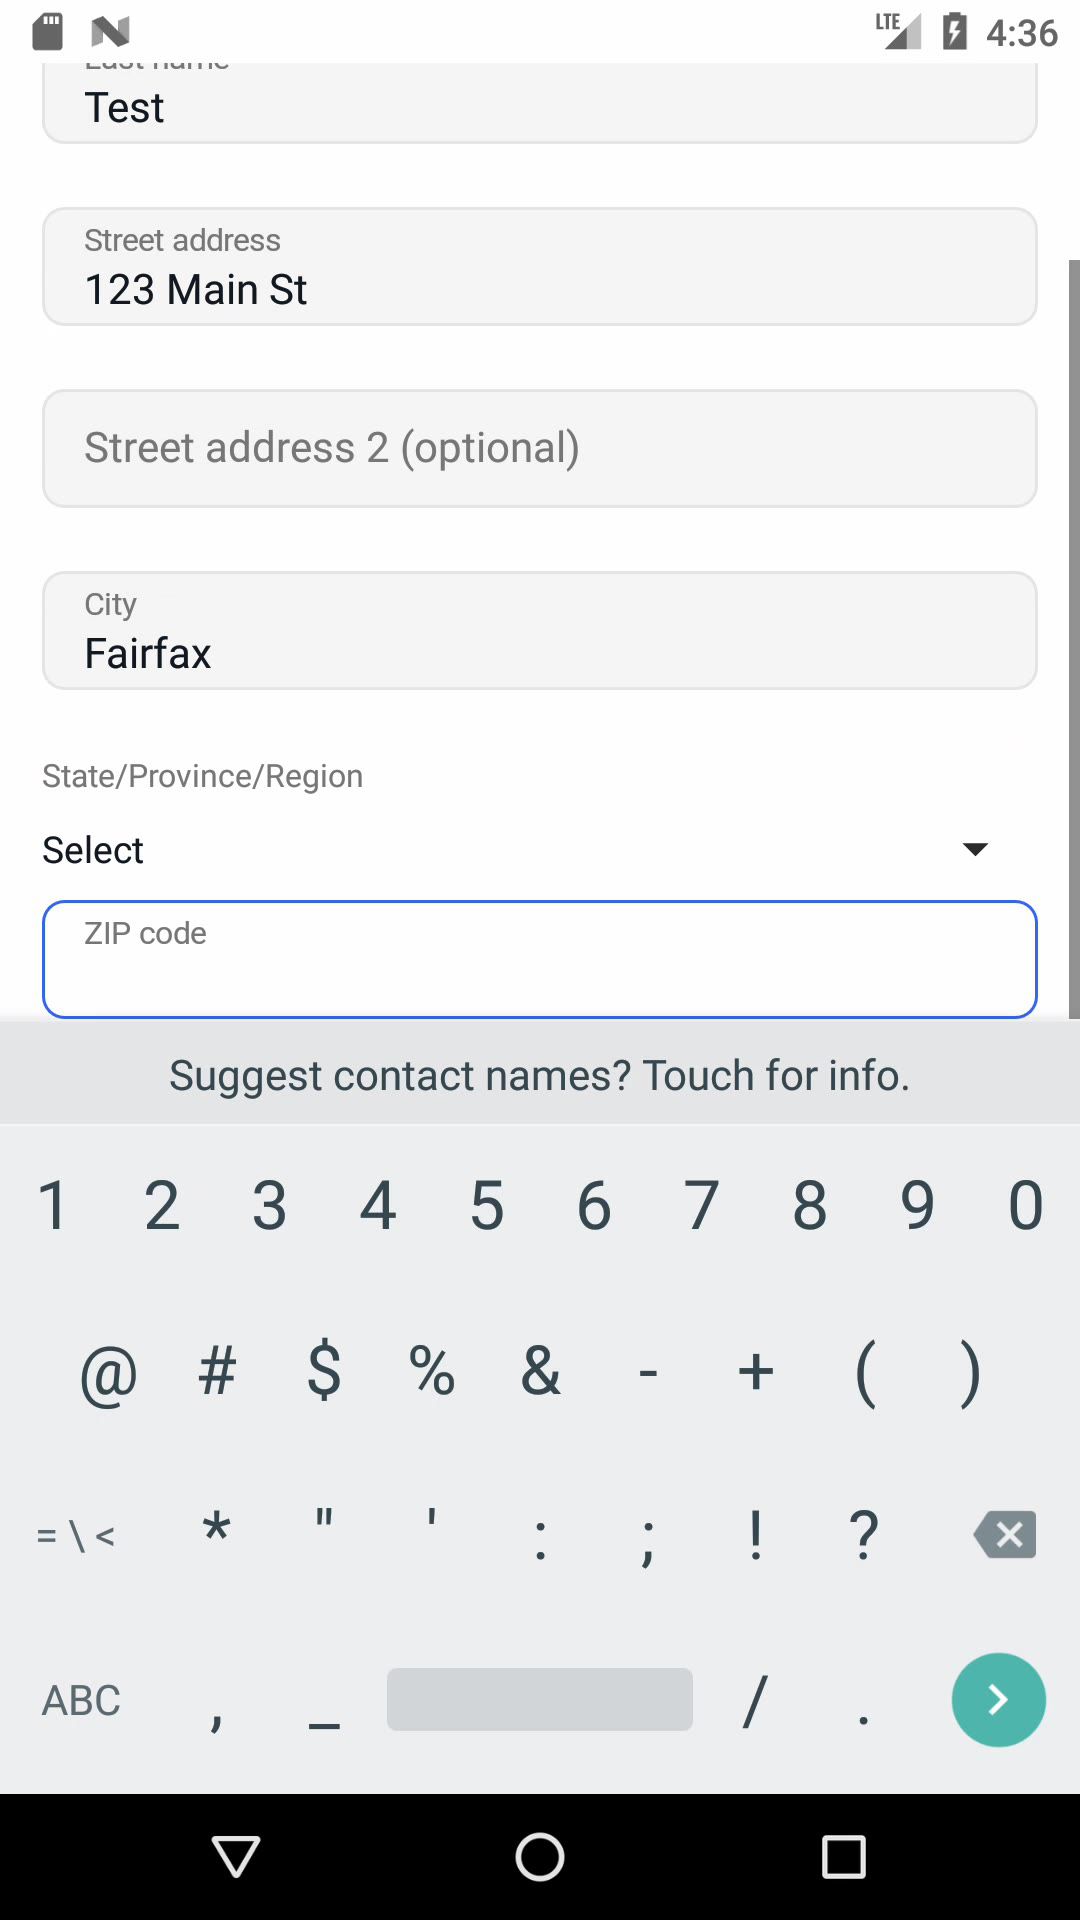 LTE 4:36
Last name
Test
Street address
123 Main St
Street address 2 (optional)
City
Fairfax
State/Province/Region
Select
ZIP code
Suggest contact names? Touch for info.
1 2 3 4 5 6 7 8 9 0
@ # $ % & - + ( )
= \ < * " ' : ; ! ?
ABC , _ / .